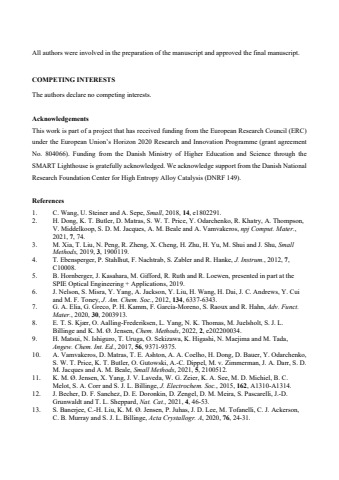 All authors were involved in the preparation of the manuscript and approved the final manuscript.
COMPETING INTERESTS
The authors declare no competing interests.
Acknowledgements
This work is part of a project that has received funding from the European Research Council (ERC)
under the European Union's Horizon 2020 Research and Innovation Programme (grant agreement
No. 804066). Funding from the Danish Ministry of Higher Education and Science through the
SMART Lighthouse is gratefully acknowledged. We acknowledge support from the Danish National
Research Foundation Center for High Entropy Alloy Catalysis (DNRF 149).
References
1. C. Wang, U. Steiner and A. Sepe, Small, 2018, 14, e1802291.
2. H. Dong, K. T. Butler, D. Matras, S. W. T. Price, Y. Odarchenko, R. Khatry, A. Thompson,
V. Middelkoop, S. D. M. Jacques, A. M. Beale and A. Vamvakeros, npj Comput. Mater.,
2021, 7, 74.
3. M. Xia, T. Liu, N. Peng, R. Zheng, X. Cheng, H. Zhu, H. Yu, M. Shui and J. Shu, Small
Methods, 2019, 3, 1900119.
4. T. Ebensperger, P. Stahlhut, F. Nachtrab, S. Zabler and R. Hanke, J. Instrum., 2012, 7,
C10008.
5. B. Hornberger, J. Kasahara, M. Gifford, R. Ruth and R. Loewen, presented in part at the
SPIE Optical Engineering + Applications, 2019.
6. J. Nelson, S. Misra, Y. Yang, A. Jackson, Y. Liu, H. Wang, H. Dai, J. C. Andrews, Y. Cui
and M. F. Toney, J. Am. Chem. Soc., 2012, 134, 6337-6343.
7. G. A. Elia, G. Greco, P. H. Kamm, F. García-Moreno, S. Raoux and R. Hahn, Adv. Funct.
Mater., 2020, 30, 2003913.
8. E. T. S. Kjær, O. Aalling-Frederiksen, L. Yang, N. K. Thomas, M. Juelsholt, S. J. L.
Billinge and K. M. Ø. Jensen, Chem. Methods, 2022, 2, e202200034.
9. H. Matsui, N. Ishiguro, T. Uruga, O. Sekizawa, K. Higashi, N. Maejima and M. Tada,
Angew. Chem. Int. Ed., 2017, 56, 9371-9375.
10. A. Vamvakeros, D. Matras, T. E. Ashton, A. A. Coelho, H. Dong, D. Bauer, Y. Odarchenko,
S. W. T. Price, K. T. Butler, O. Gutowski, A.-C. Dippel, M. v. Zimmerman, J. A. Darr, S. D.
M. Jacques and A. M. Beale, Small Methods, 2021, 5, 2100512.
11. K. M. Ø. Jensen, X. Yang, J. V. Laveda, W. G. Zeier, K. A. See, M. D. Michiel, B. C.
Melot, S. A. Corr and S. J. L. Billinge, J. Electrochem. Soc., 2015, 162, A1310-A1314.
12. J. Becher, D. F. Sanchez, D. E. Doronkin, D. Zengel, D. M. Meira, S. Pascarelli, J.-D.
Grunwaldt and T. L. Sheppard, Nat. Cat., 2021, 4, 46-53.
13. S. Banerjee, C.-H. Liu, K. M. Ø. Jensen, P. Juhas, J. D. Lee, M. Tofanelli, C. J. Ackerson,
C. B. Murray and S. J. L. Billinge, Acta Crystallogr. A, 2020, 76, 24-31.